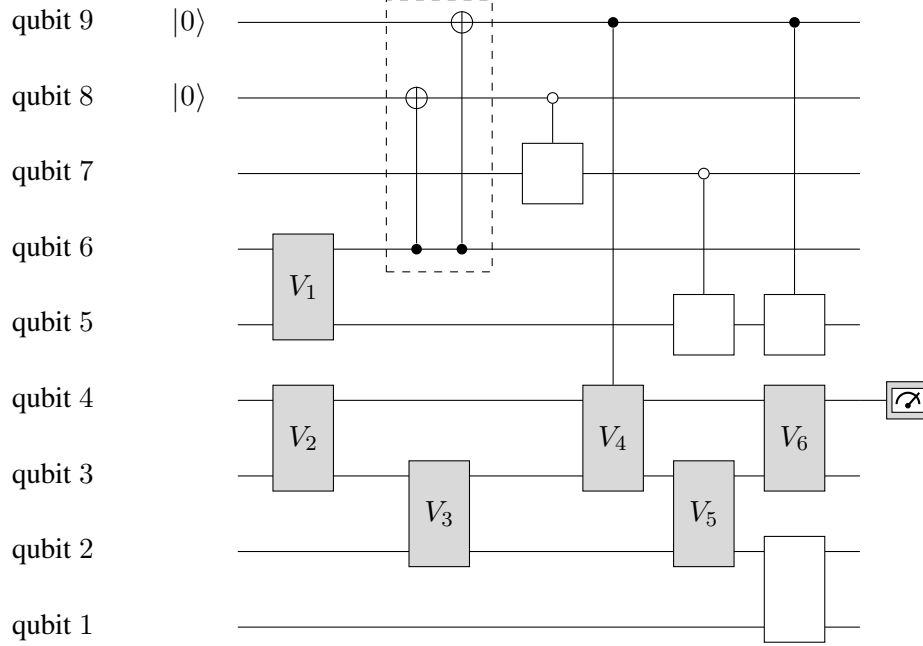 qubit 9 |0⟩
qubit 8 |0⟩
qubit 7
qubit 6
V₁
qubit 5
qubit 4
V₂ V₄ V₆
qubit 3
V₃ V₅
qubit 2
qubit 1